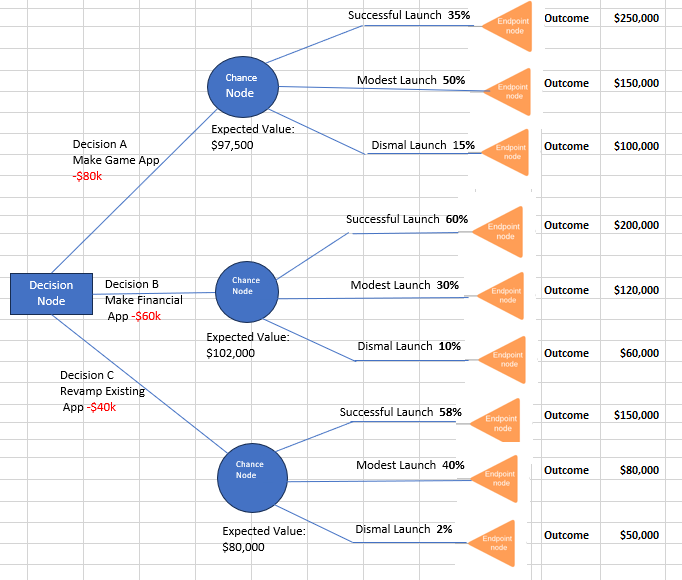 Successful Launch 35%
Endpoint
node
Outcome $250,000
Chance
Node
Modest Launch 50%
Endpoint
node
Outcome $150,000
Expected Value:
$97,500
Dismal Launch 15%
Endpoint
node
Outcome $100,000
Decision A
Make Game App
-$80k
Successful Launch 60%
Endpoint
node
Outcome $200,000
Decision
Node
Decision B
Make Financial
App -$60k
Chance
Node
Modest Launch 30%
Endpoint
node
Outcome $120,000
Expected Value:
$102,000
Dismal Launch 10%
Endpoint
node
Outcome $60,000
Decision C
Revamp Existing
App -$40k
Successful Launch 58%
Endpoint
node
Outcome $150,000
Chance
Node
Modest Launch 40%
Endpoint
node
Outcome $80,000
Expected Value:
$80,000
Dismal Launch 2%
Endpoint
node
Outcome $50,000